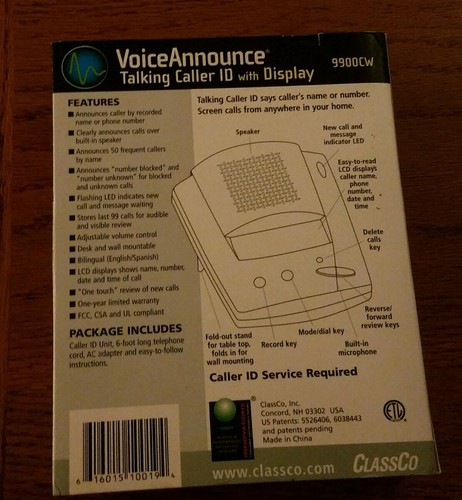 VoiceAnnounce®
Talking Caller ID with Display
9900CW
FEATURES
■ Announces caller by recorded
name or phone number
■ Clearly announces calls over
built-in speaker
■ Announces 50 frequent callers
by name
■ Announces "number blocked" and
"number unknown" for blocked
and unknown calls
■ Flashing LED indicates new
call and message waiting
■ Stores last 99 calls for audible
and visible review
■ Adjustable volume control
■ Desk and wall mountable
■ Bilingual (English/Spanish)
■ LCD displays show name, number,
date and time of call
■ "One touch" review of new calls
■ One-year limited warranty
■ FCC, CSA and UL compliant
PACKAGE INCLUDES
Caller ID Unit, 6-foot long telephone
cord, AC adapter and easy-to-follow
instructions.
Talking Caller ID says caller's name or number.
Screen calls from anywhere in your home.
Speaker
New call and
message
indicator LED
Easy-to-read
LCD displays
caller name,
phone
number,
date and
time
Delete
calls
key
Reverse/
forward
review keys
Built-in
microphone
Mode/dial key
Record key
Fold-out stand
for table top,
folds in for
wall mounting
Caller ID Service Required
ClassCo, Inc.
Concord, NH 03302 USA
US Patents: 5526406, 6038443
and patents pending
Made in China
ETL
6 16015 10019 4
www.classco.com
CLASSCO